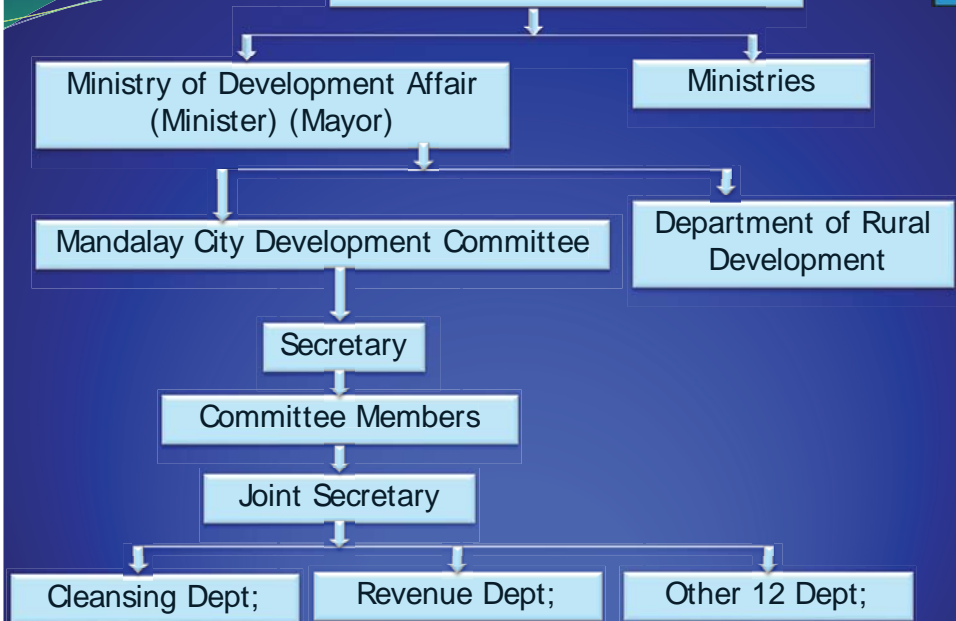 Ministry of Development Affair
(Minister) (Mayor)
Ministries
Mandalay City Development Committee
Department of Rural
Development
Secretary
Committee Members
Joint Secretary
Cleansing Dept;
Revenue Dept;
Other 12 Dept;